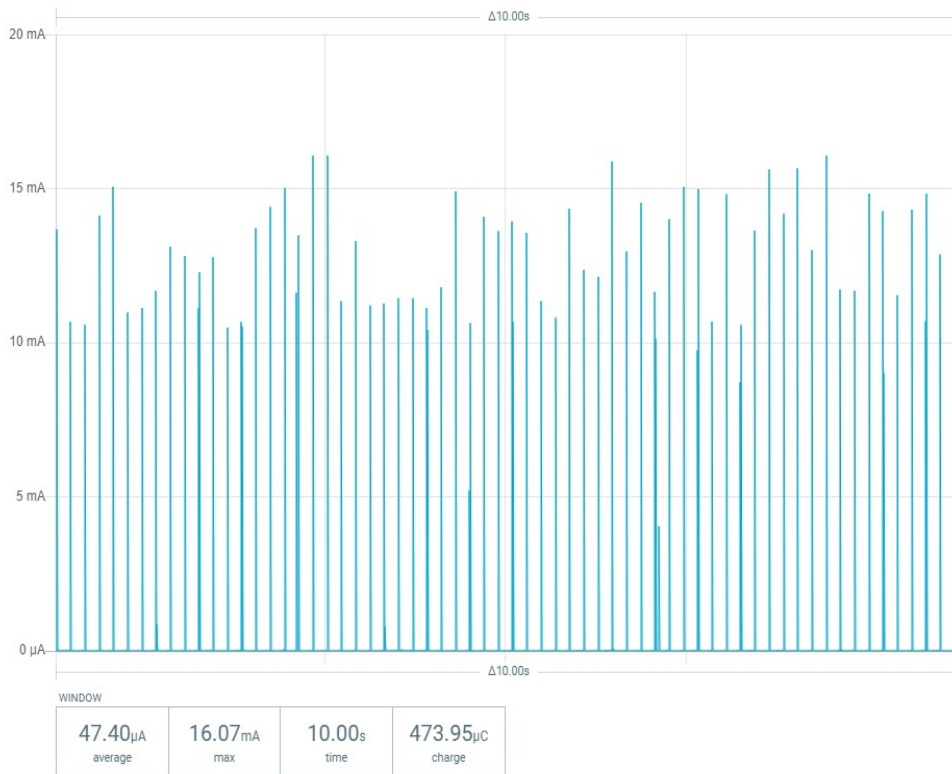 Δ10.00s
20 mA
15 mA
10 mA
5 mA
0 µA
Δ10.00s
WINDOW
47.40µA 16.07mA 10.00s 473.95µC
average max time charge